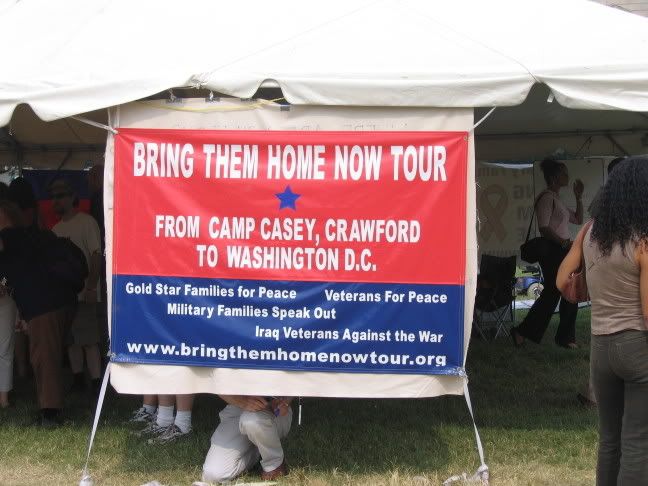 BRING THEM HOME NOW TOUR
FROM CAMP CASEY, CRAWFORD
TO WASHINGTON D.C.
Gold Star Families for Peace Veterans For Peace
Military Families Speak Out
Iraq Veterans Against the War
www.bringthemhomenowtour.org